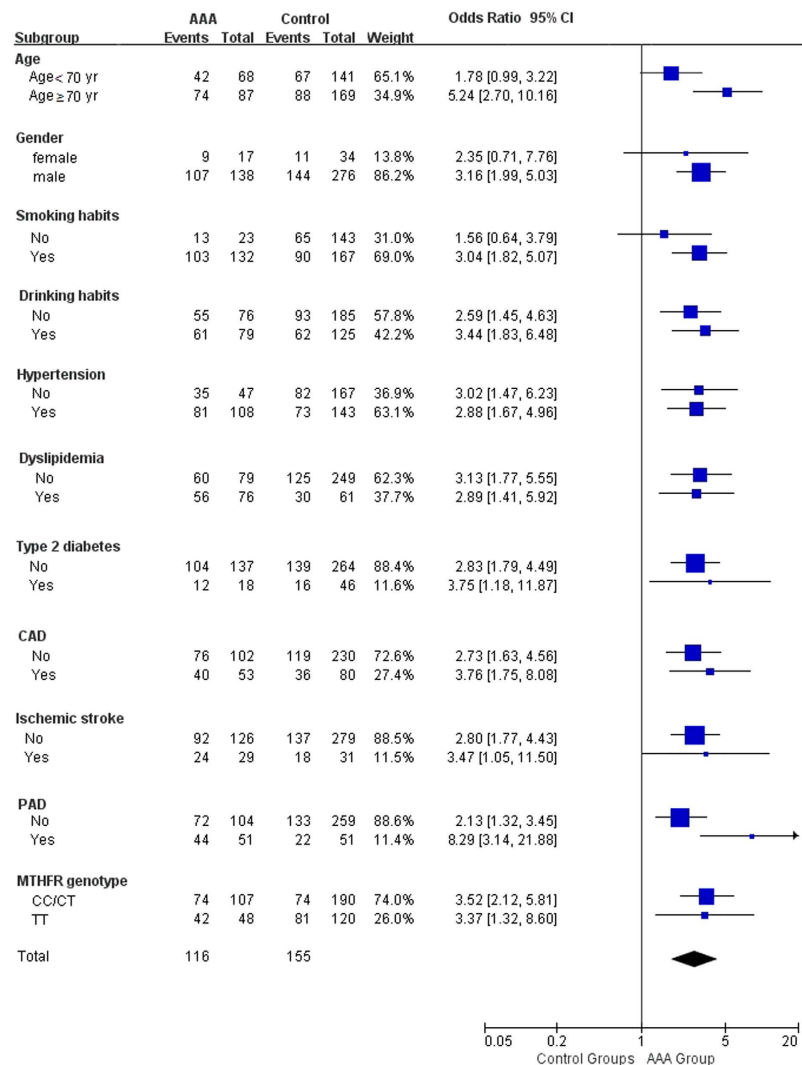 AAA Control Odds Ratio 95% CI
Subgroup Events Total Events Total Weight
Age
Age<70 yr 42 68 67 141 65.1% 1.78 [0.99, 3.22]
Age≥70 yr 74 87 88 169 34.9% 5.24 [2.70, 10.16]
Gender
female 9 17 11 34 13.8% 2.35 [0.71, 7.76]
male 107 138 144 276 86.2% 3.16 [1.99, 5.03]
Smoking habits
No 13 23 65 143 31.0% 1.56 [0.64, 3.79]
Yes 103 132 90 167 69.0% 3.04 [1.82, 5.07]
Drinking habits
No 55 76 93 185 57.8% 2.59 [1.45, 4.63]
Yes 61 79 62 125 42.2% 3.44 [1.83, 6.48]
Hypertension
No 35 47 82 167 36.9% 3.02 [1.47, 6.23]
Yes 81 108 73 143 63.1% 2.88 [1.67, 4.96]
Dyslipidemia
No 60 79 125 249 62.3% 3.13 [1.77, 5.55]
Yes 56 76 30 61 37.7% 2.89 [1.41, 5.92]
Type 2 diabetes
No 104 137 139 264 88.4% 2.83 [1.79, 4.49]
Yes 12 18 16 46 11.6% 3.75 [1.18, 11.87]
CAD
No 76 102 119 230 72.6% 2.73 [1.63, 4.56]
Yes 40 53 36 80 27.4% 3.76 [1.75, 8.08]
Ischemic stroke
No 92 126 137 279 88.5% 2.80 [1.77, 4.43]
Yes 24 29 18 31 11.5% 3.47 [1.05, 11.50]
PAD
No 72 104 133 259 88.6% 2.13 [1.32, 3.45]
Yes 44 51 22 51 11.4% 8.29 [3.14, 21.88]
MTHFR genotype
CC/CT 74 107 74 190 74.0% 3.52 [2.12, 5.81]
TT 42 48 81 120 26.0% 3.37 [1.32, 8.60]
Total 116 155
0.05 0.2 1 5 20
Control Groups AAA Group